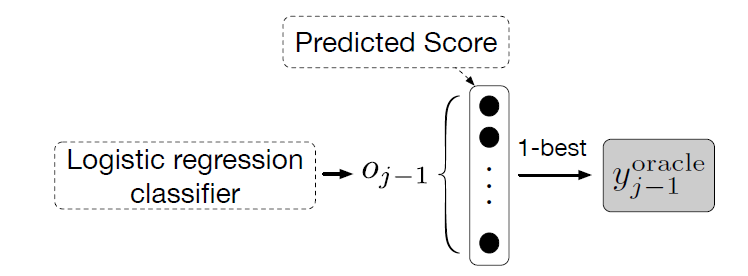 Predicted Score
Logistic regression
classifier
o_{j-1}
1-best
y_{j-1}^{oracle}